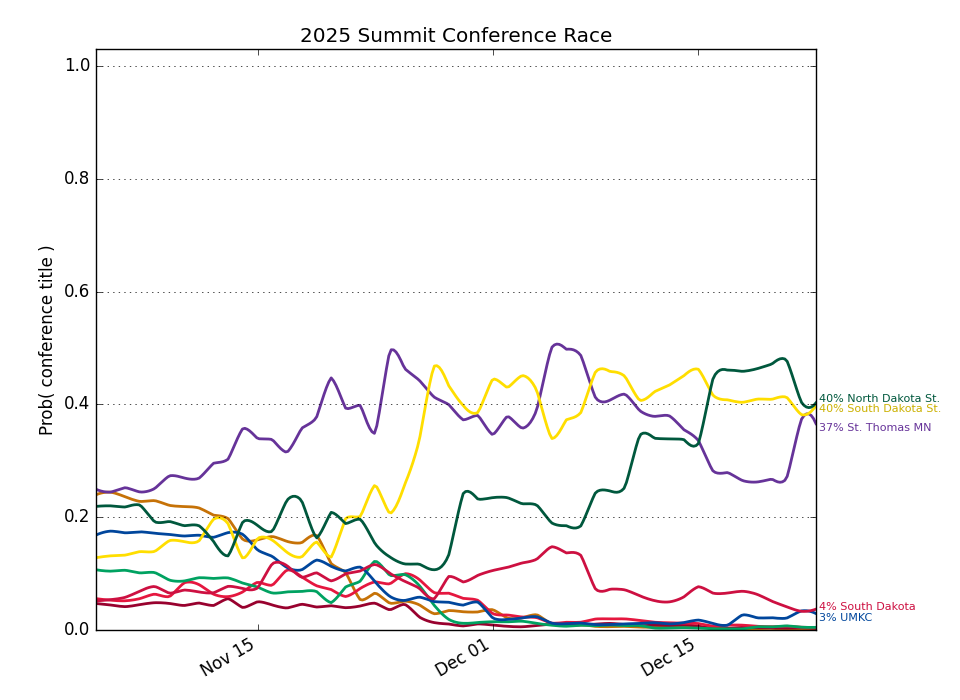 2025 Summit Conference Race
Prob( conference title )
1.0
0.8
0.6
0.4
0.2
0.0
Nov 15
Dec 01
Dec 15
40% North Dakota St.
40% South Dakota St.
37% St. Thomas MN
4% South Dakota
3% UMKC